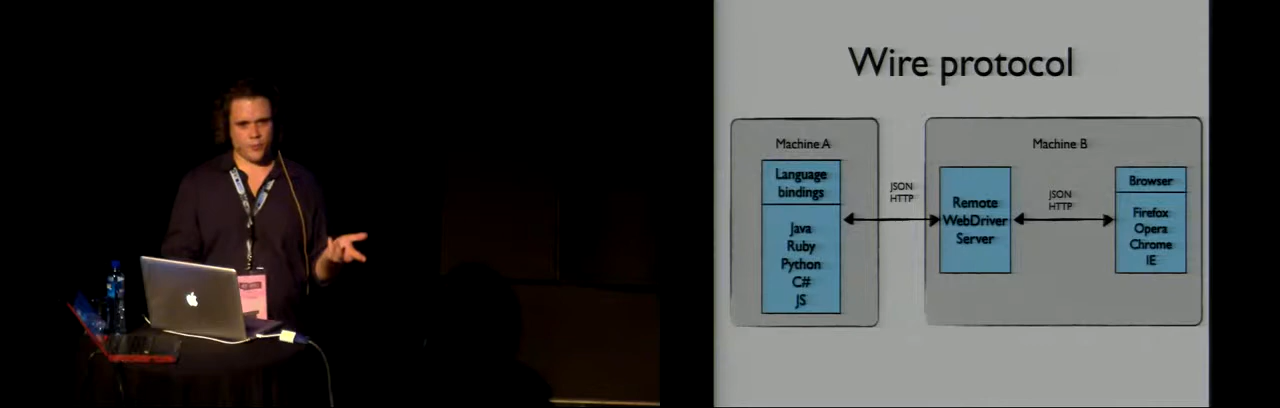 Wire protocol
Machine A
Language
bindings
Java
Ruby
Python
C#
JS
JSON
HTTP
Machine B
Remote
WebDriver
Server
JSON
HTTP
Browser
Firefox
Opera
Chrome
IE